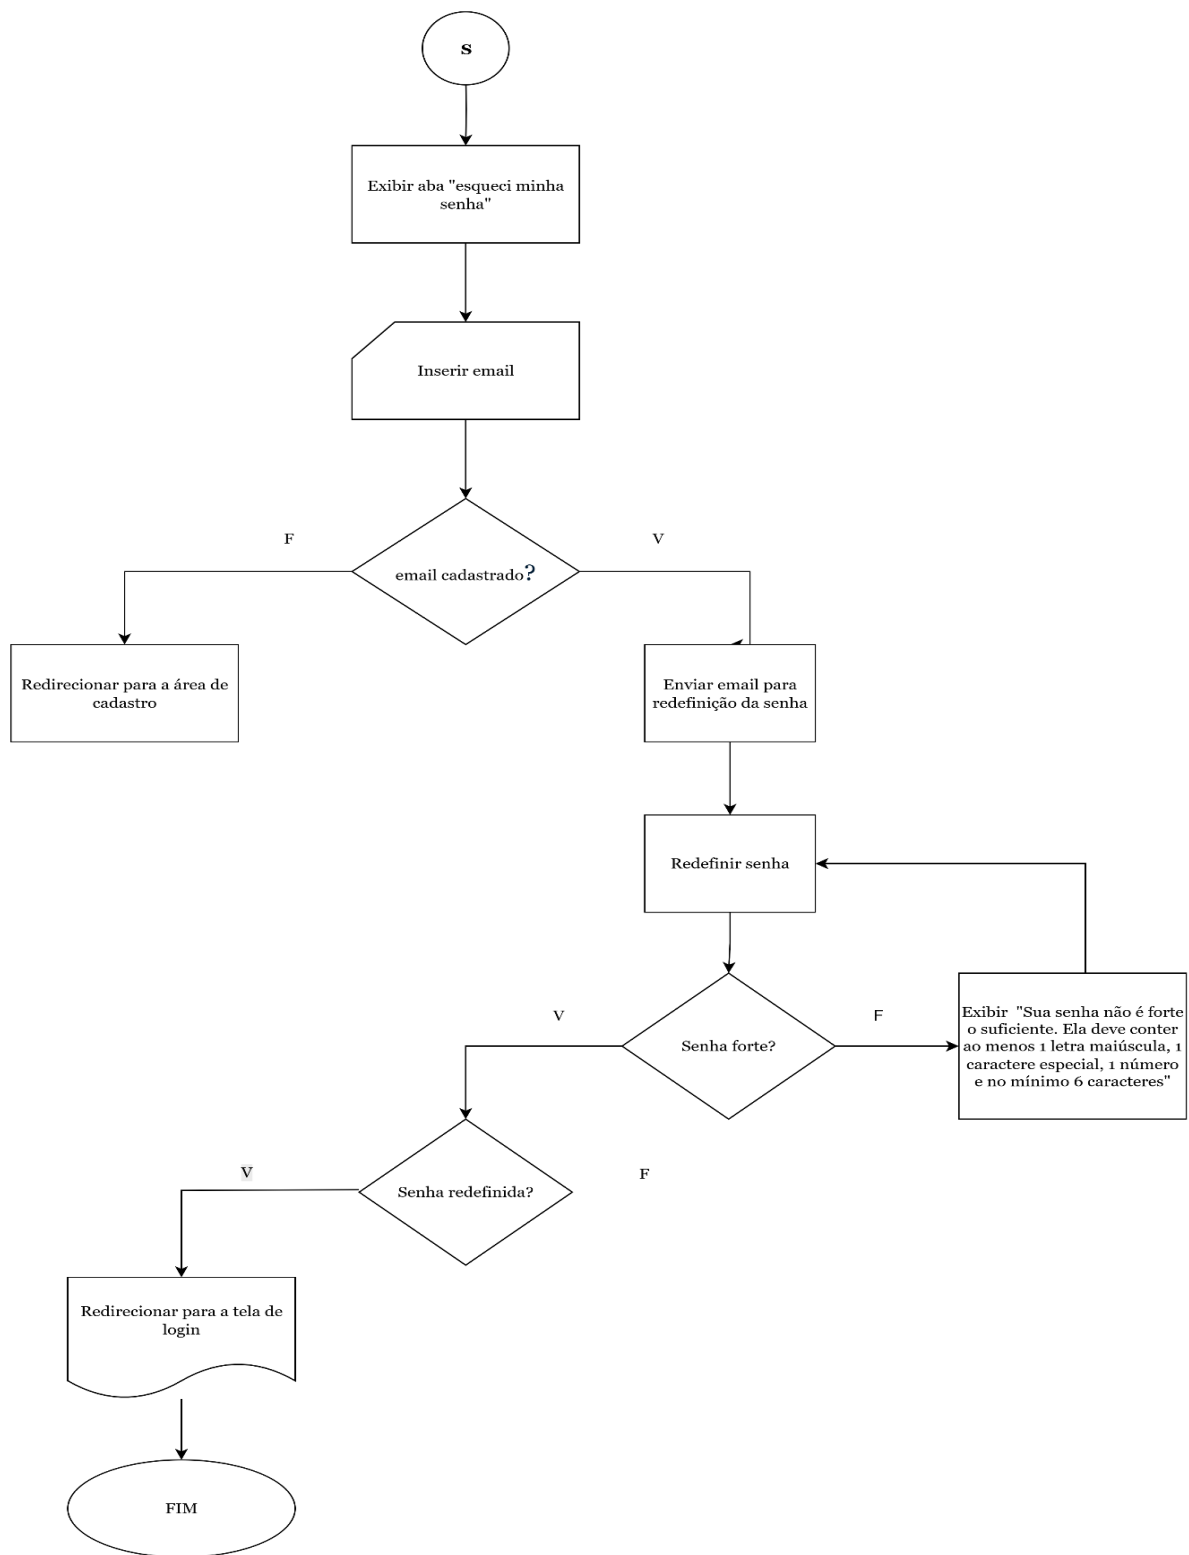 s
Exibir aba "esqueci minha
senha"
Inserir email
F
V
email cadastrado?
Redirecionar para a área de
cadastro
Enviar email para
redefinição da senha
Redefinir senha
V
F
Senha forte?
Exibir "Sua senha não é forte
o suficiente. Ela deve conter
ao menos 1 letra maiúscula, 1
caractere especial, 1 número
e no mínimo 6 caracteres"
V
F
Senha redefinida?
Redirecionar para a tela de
login
FIM